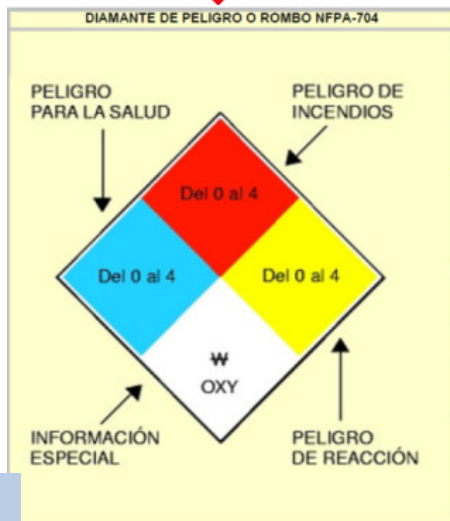 DIAMANTE DE PELIGRO O ROMBO NFPA-704
PELIGRO
PARA LA SALUD
PELIGRO DE
INCENDIOS
Del 0 al 4
Del 0 al 4
Del 0 al 4
W
OXY
INFORMACIÓN
ESPECIAL
PELIGRO
DE REACCIÓN